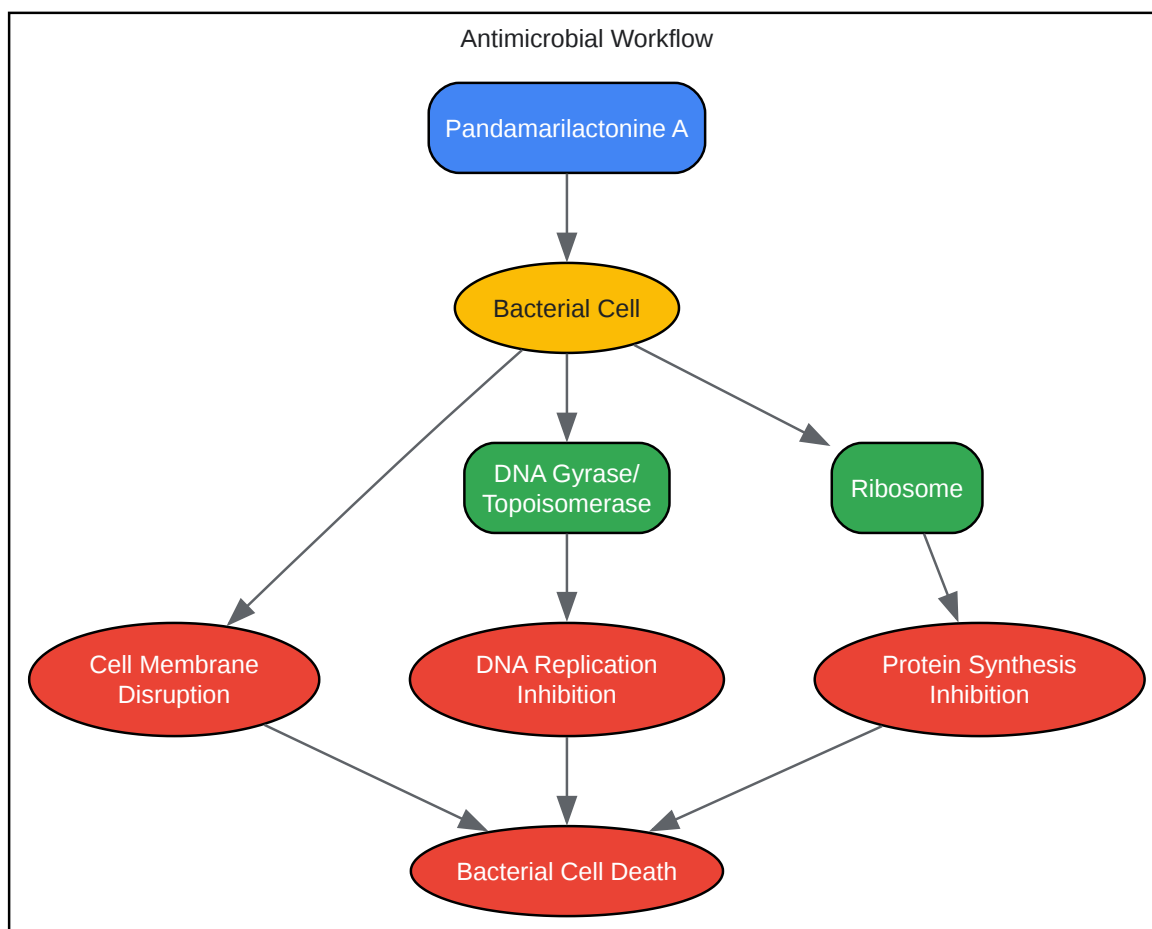 Antimicrobial Workflow
Pandamarilactonine A
Bacterial Cell
DNA Gyrase/
Topoisomerase
Ribosome
Cell Membrane
Disruption
DNA Replication
Inhibition
Protein Synthesis
Inhibition
Bacterial Cell Death